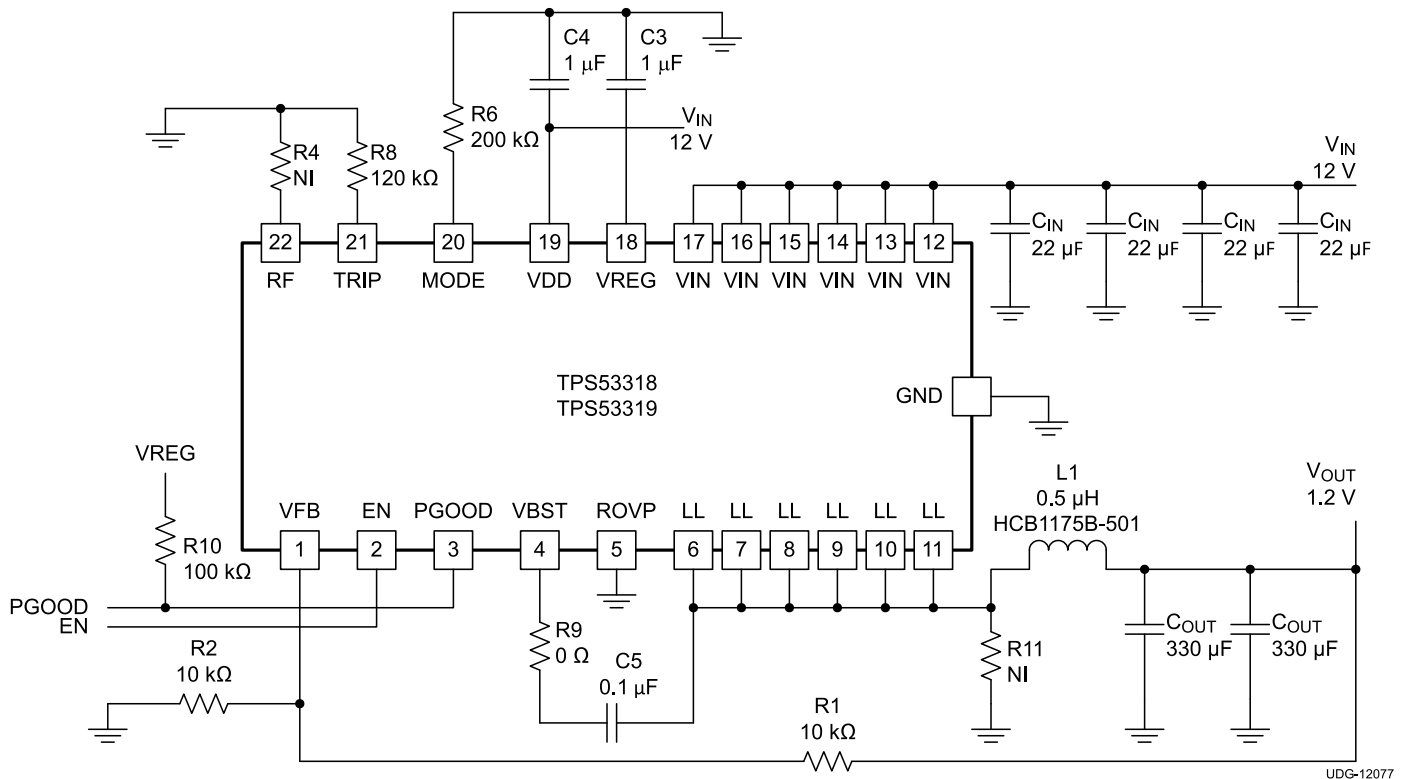 C4
1 µF
C3
1 µF
R6
200 kΩ
R4
NI
R8
120 kΩ
VIN
12 V
VIN
12 V
CIN
22 µF
CIN
22 µF
CIN
22 µF
CIN
22 µF
22
21
20
19
18
17
16
15
14
13
12
RF
TRIP
MODE
VDD
VREG
VIN
VIN
VIN
VIN
VIN
VIN
TPS53318
TPS53319
GND
VREG
R10
100 kΩ
VFB
EN
PGOOD
VBST
ROVP
LL
LL
LL
LL
LL
LL
1
2
3
4
5
6
7
8
9
10
11
L1
0.5 µH
HCB1175B-501
VOUT
1.2 V
PGOOD
EN
R2
10 kΩ
R9
0 Ω
C5
0.1 µF
R11
NI
COUT
330 µF
COUT
330 µF
R1
10 kΩ
UDG-12077